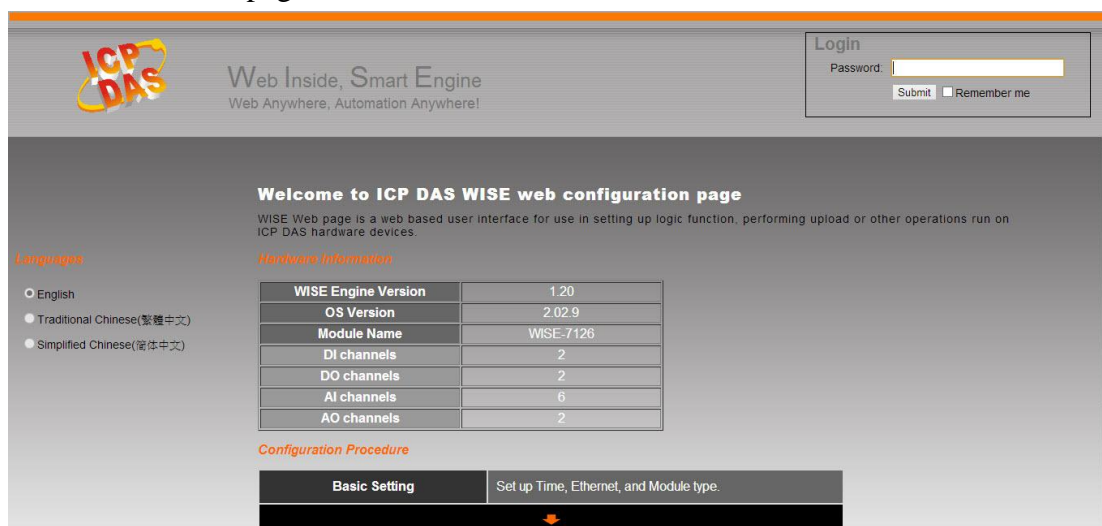 ICP
DAS
Web Inside, Smart Engine
Web Anywhere, Automation Anywhere!
Login
Password:
Submit Remember me
Welcome to ICP DAS WISE web configuration page
WISE Web page is a web based user interface for use in setting up logic function, performing upload or other operations run on
ICP DAS hardware devices.
Languages
English
Traditional Chinese(繁體中文)
Simplified Chinese(简体中文)
Hardware Information
WISE Engine Version 1.20
OS Version 2.02.9
Module Name WISE-7126
DI channels 2
DO channels 2
AI channels 6
AO channels 2
Configuration Procedure
Basic Setting Set up Time, Ethernet, and Module type.